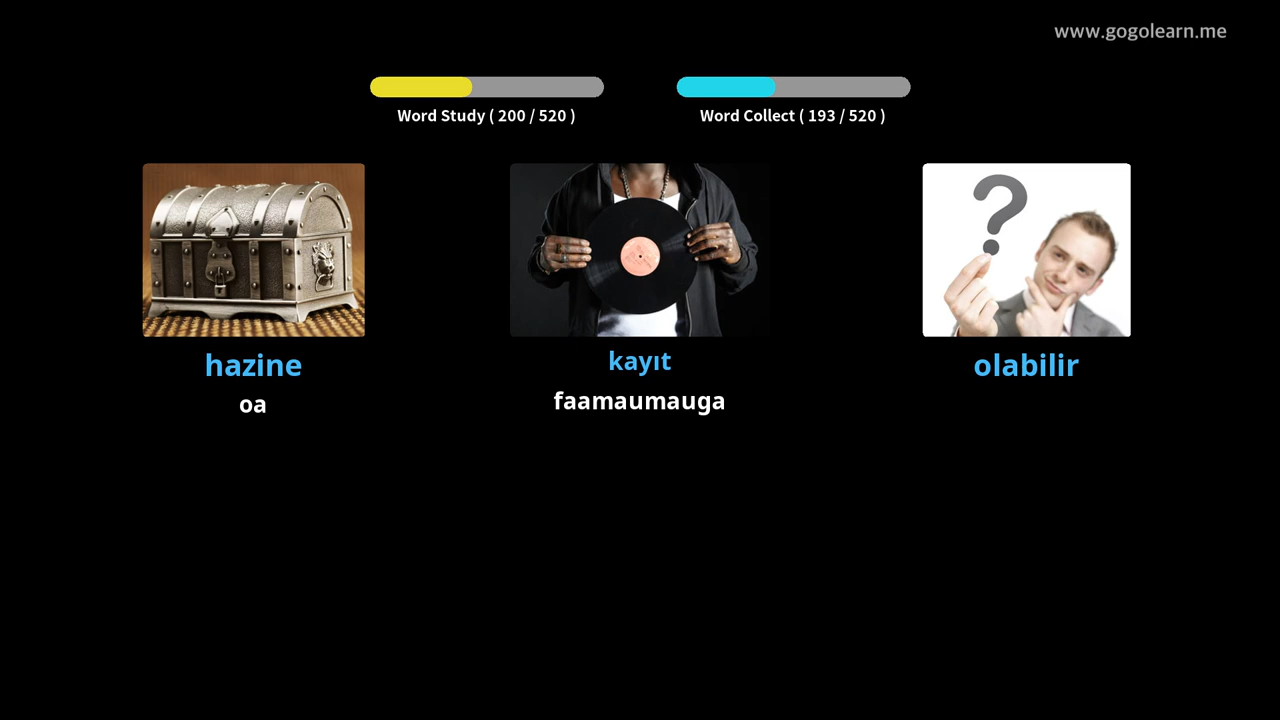 www.gogolearn.me
Word Study ( 200 / 520 )
Word Collect ( 193 / 520 )
hazine
kayıt
olabilir
oa
faamaumauga